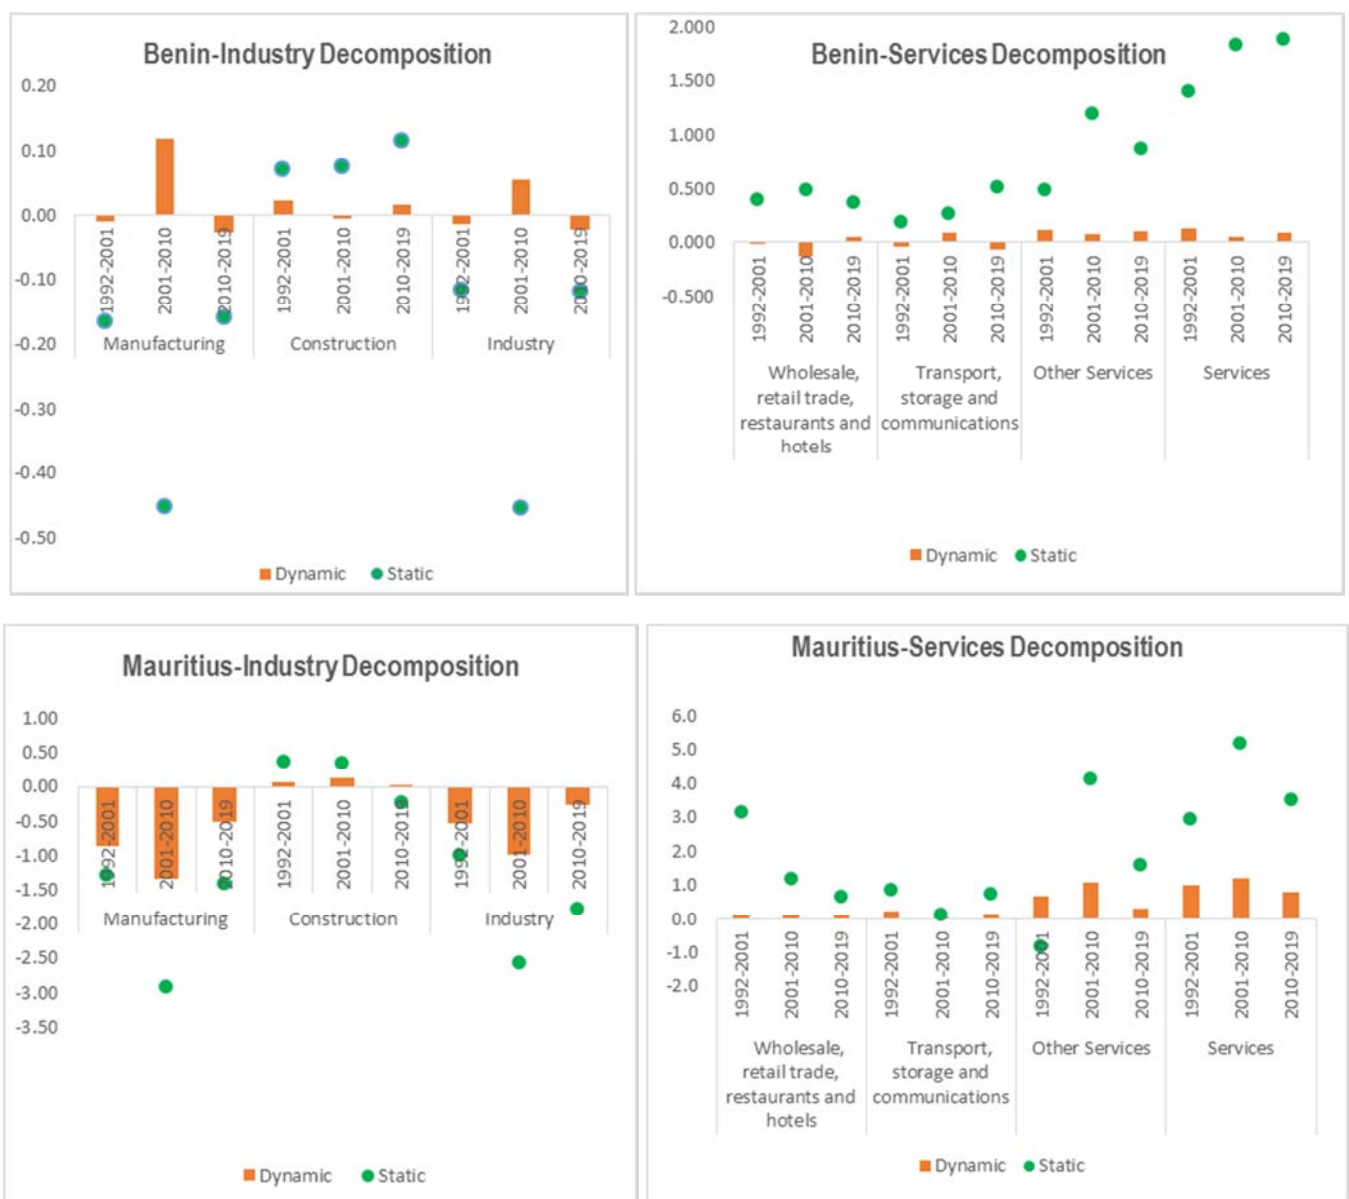 Benin-Industry Decomposition
0.20
0.10
0.00
-0.10
-0.20
-0.30
-0.40
-0.50
1992-2001
2001-2010
2010-2019
1992-2001
2001-2010
2010-2019
1992-2001
2001-2010
2010-2019
Manufacturing
Construction
Industry
Dynamic
Static
Benin-Services Decomposition
2.000
1.500
1.000
0.500
0.000
-0.500
1992-2001
2001-2010
2010-2019
1992-2001
2001-2010
2010-2019
1992-2001
2001-2010
2010-2019
1992-2001
2001-2010
2010-2019
Wholesale,
retail trade,
restaurants and
hotels
Transport,
storage and
communications
Other Services
Services
Dynamic
Static
Mauritius-Industry Decomposition
1.00
0.50
0.00
-0.50
-1.00
-1.50
-2.00
-2.50
-3.00
-3.50
1992-2001
2001-2010
2010-2019
1992-2001
2001-2010
2010-2019
1992-2001
2001-2010
2010-2019
Manufacturing
Construction
Industry
Dynamic
Static
Mauritius-Services Decomposition
6.0
5.0
4.0
3.0
2.0
1.0
0.0
-1.0
-2.0
1992-2001
2001-2010
2010-2019
1992-2001
2001-2010
2010-2019
1992-2001
2001-2010
2010-2019
1992-2001
2001-2010
2010-2019
Wholesale,
retail trade,
restaurants and
hotels
Transport,
storage and
communications
Other Services
Services
Dynamic
Static